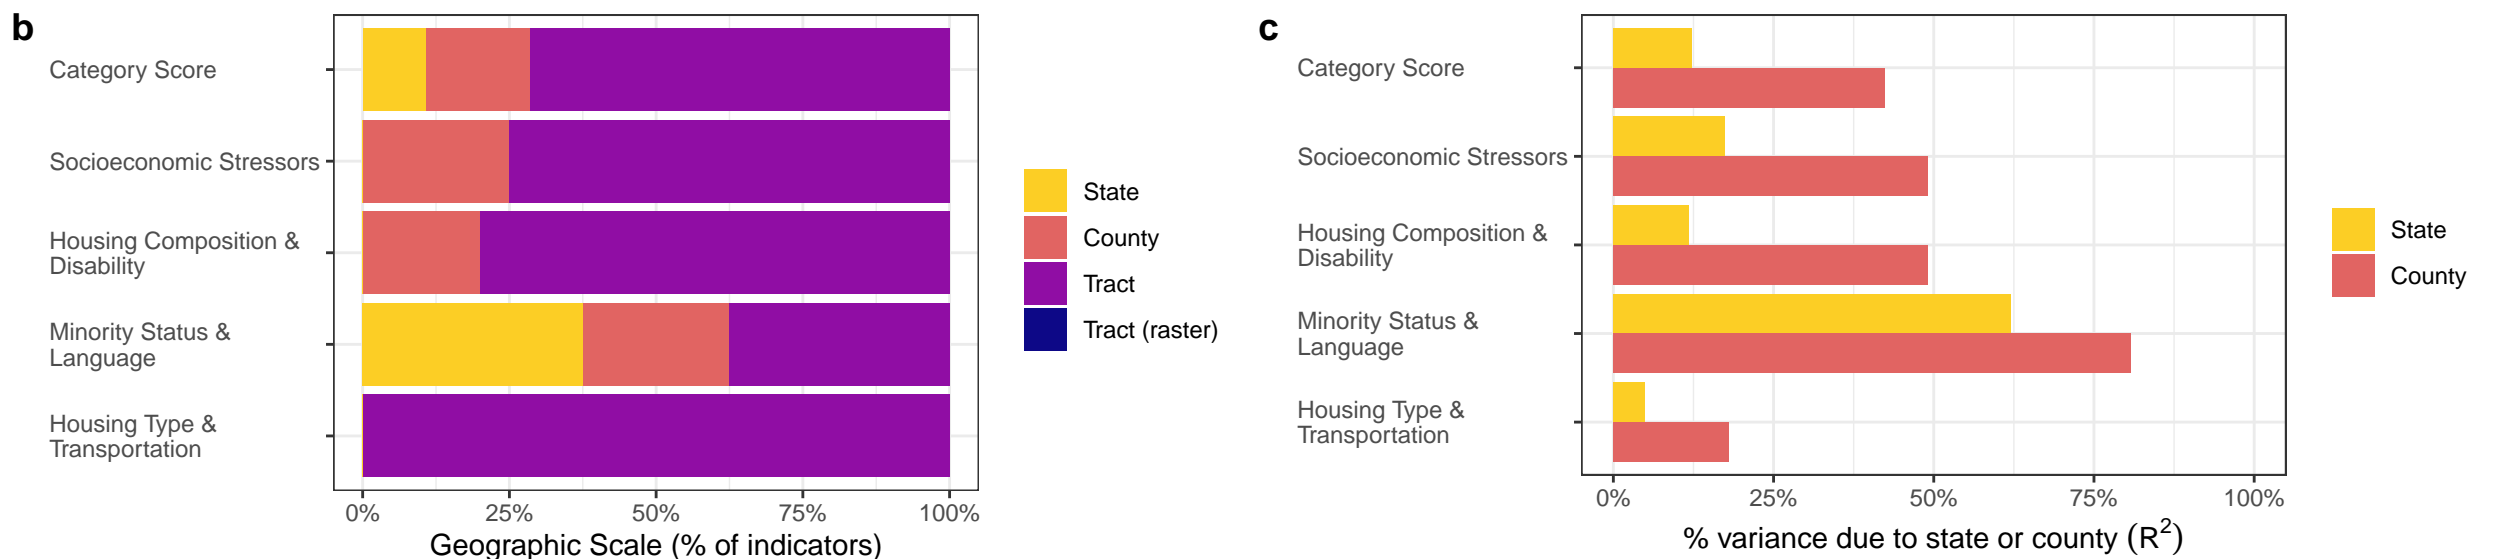 b
Category Score
Socioeconomic Stressors
Housing Composition &
Disability
Minority Status &
Language
Housing Type &
Transportation
0%
25%
50%
75%
100%
Geographic Scale (% of indicators)
State
County
Tract
Tract (raster)
c
Category Score
Socioeconomic Stressors
Housing Composition &
Disability
Minority Status &
Language
Housing Type &
Transportation
0%
25%
50%
75%
100%
% variance due to state or county (R²)
State
County